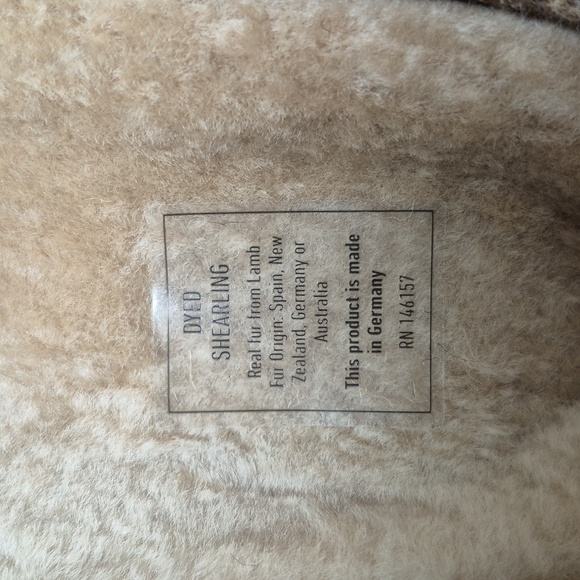 DYED
SHEARLING
Real fur from Lamb
Fur Origin: Spain, New
Zealand, Germany or
Australia
This product is made
in Germany
RN 146157